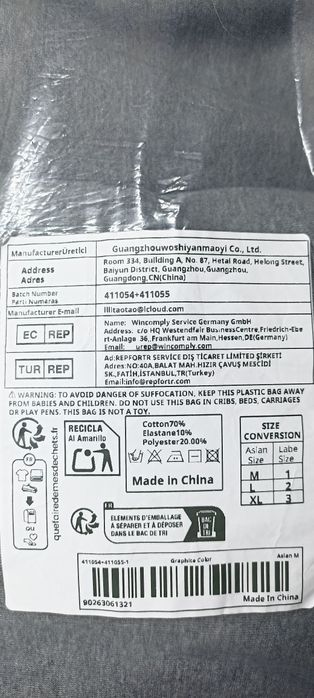 Manufacturer Üretici Guangzhouwoshiyanmaoyi Co., Ltd.
Address
Adres
Room 334, Building A, No. 87, Hetai Road, Helong Street,
Baiyun District, Guangzhou,Guangzhou,
Guangdong,CN(China)
Batch Number
Parti Numarası
411054+411055
Manufacturer E-mail lllitaotao@icloud.com
EC REP
Name: Wincomply Service Germany GmbH
Address: c/o HQ Westendfair BusinessCentre,Friedrich-Ebe
rt-Anlage 36,Frankfurt am Main,Hessen,DE(Germany)
Email: urep@wincomply.com
TUR REP
Ad:REPFORTR SERVİCE DIŞ TİCARET LİMİTED ŞİRKETİ
Adres:NO:40A,BALAT MAH.HIZIR ÇAVUŞ MESCİDİ
SK.,FATİH,İSTANBUL,TR(Turkey)
Email:info@repfortr.com
⚠ WARNING: TO AVOID DANGER OF SUFFOCATION, KEEP THIS PLASTIC BAG AWAY
FROM BABIES AND CHILDREN. DO NOT USE THIS BAG IN CRIBS, BEDS, CARRIAGES
OR PLAY PENS. THIS BAG IS NOT A TOY.
FR
OU
quefairedemesdechets.fr
RECICLA
Al Amarillo
Cotton70%
Elastane10%
Polyester20.00%
Made in China
SIZE
CONVERSION
Asian Size Labe Size
M 1
L 2
XL 3
FR
ÉLÉMENTS D'EMBALLAGE
À SÉPARER ET À DÉPOSER
DANS LE BAC DE TRI
BAC DE TRI
411054+411055-1 Graphite Color Asian M
90263061321 Made In China